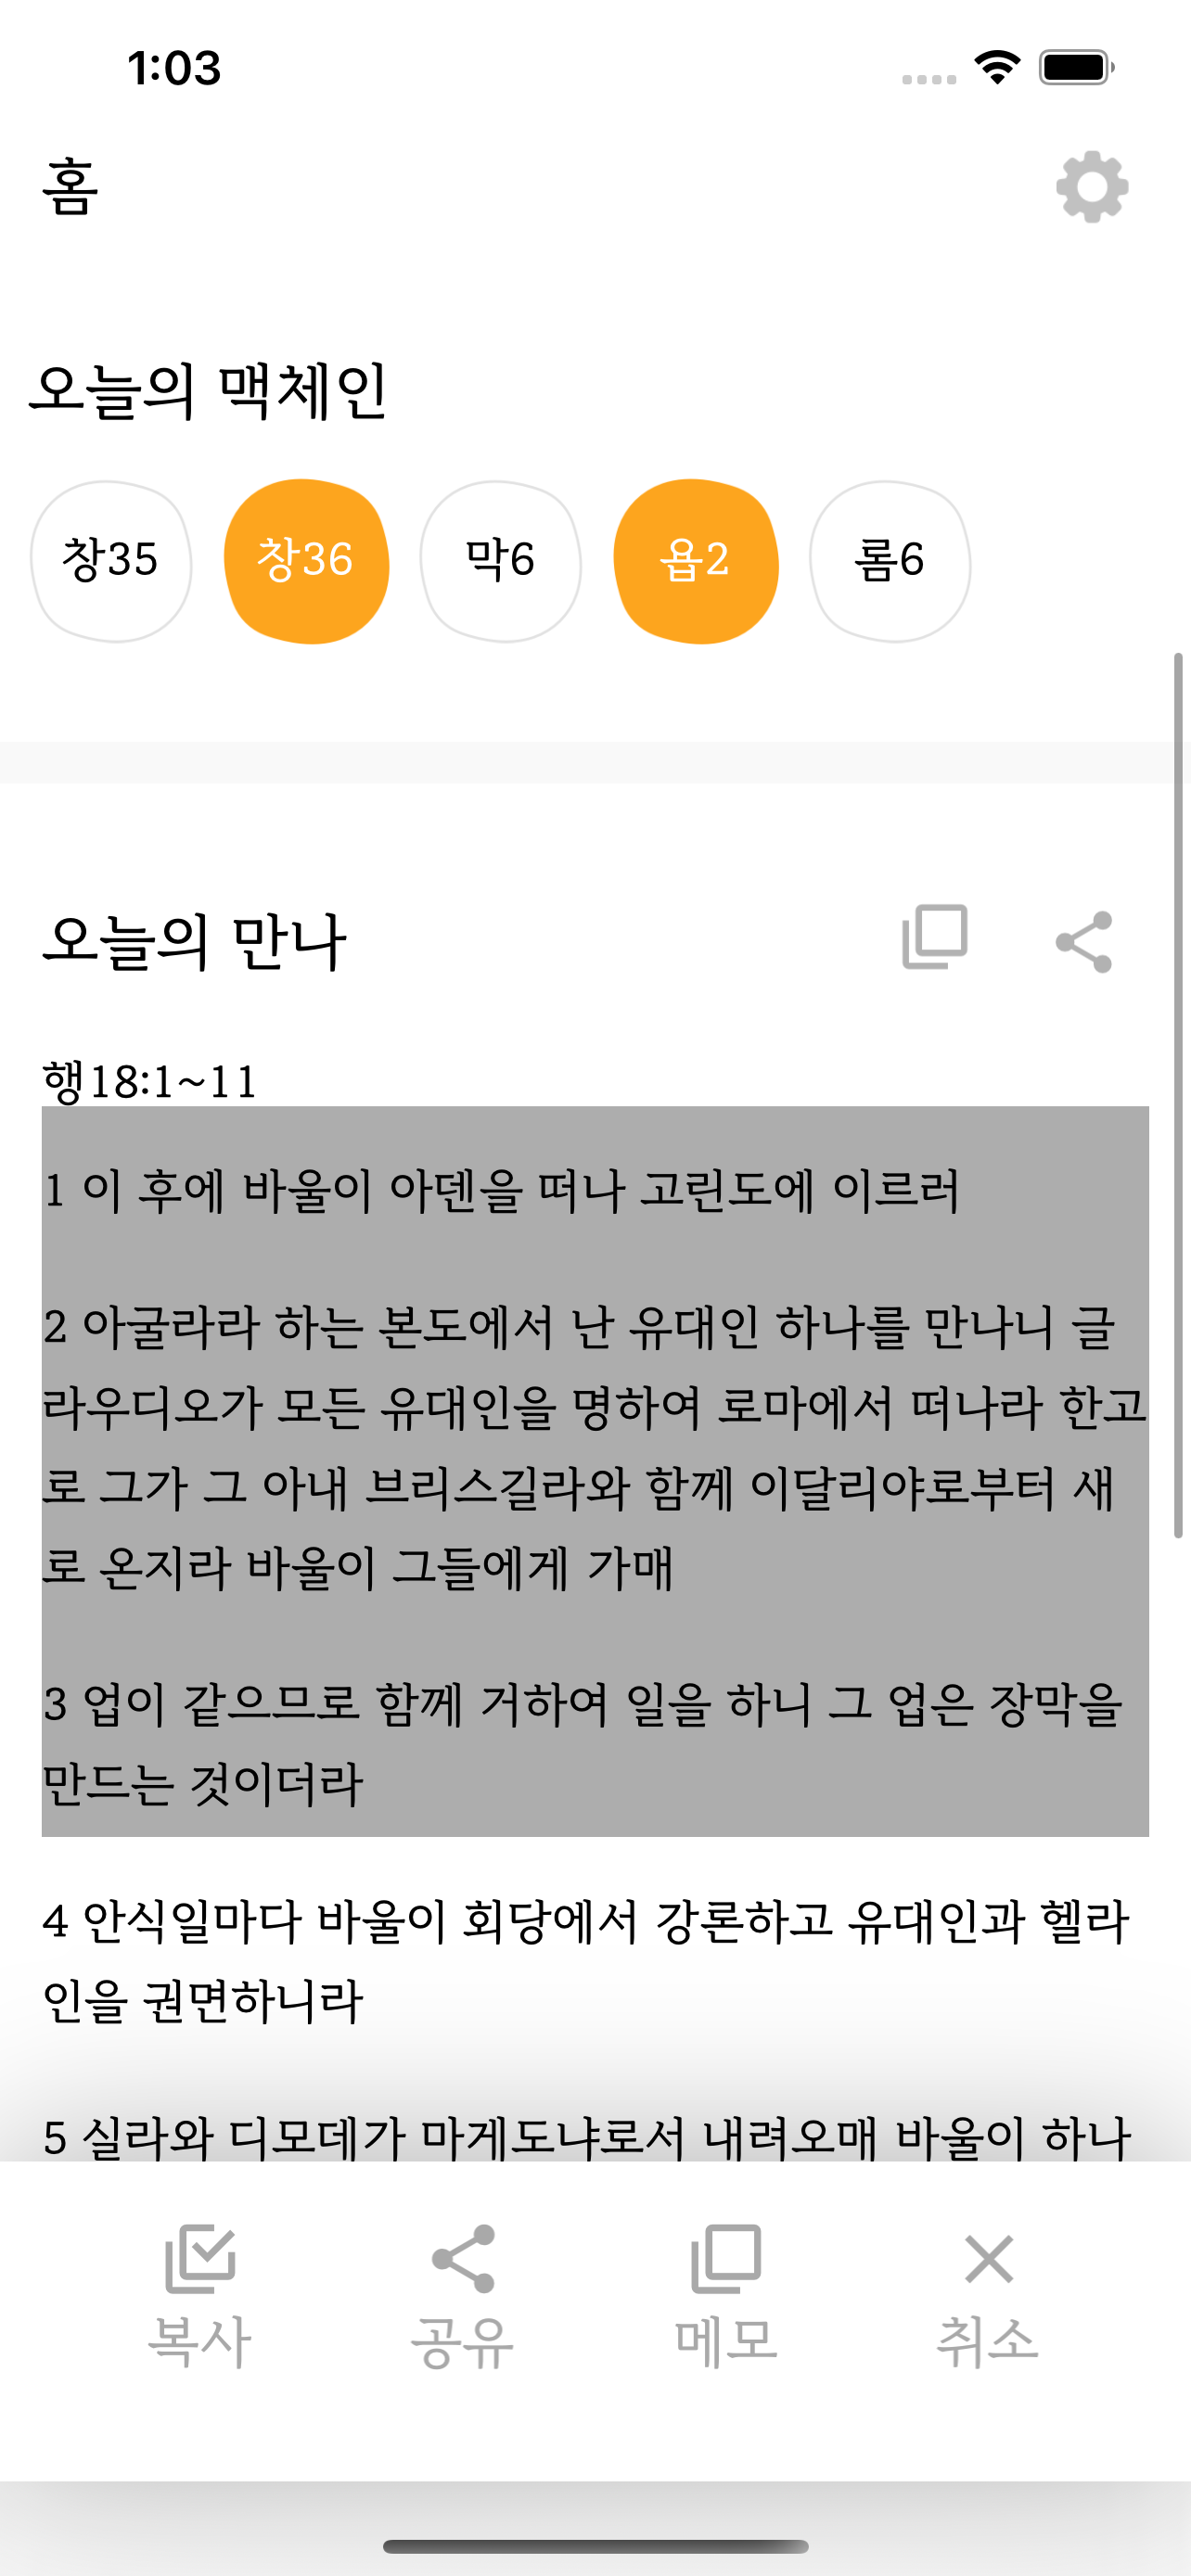 1:03
홈
오늘의 맥체인
창35 창36 막6 욥2 롬6
오늘의 만나
행18:1~11
1 이 후에 바울이 아덴을 떠나 고린도에 이르러
2 아굴라라 하는 본도에서 난 유대인 하나를 만나니 글
라우디오가 모든 유대인을 명하여 로마에서 떠나라 한고
로 그가 그 아내 브리스길라와 함께 이달리야로부터 새
로 온지라 바울이 그들에게 가매
3 업이 같으므로 함께 거하여 일을 하니 그 업은 장막을
만드는 것이더라
4 안식일마다 바울이 회당에서 강론하고 유대인과 헬라
인을 권면하니라
5 실라와 디모데가 마게도냐로서 내려오매 바울이 하나
복사 공유 메모 취소